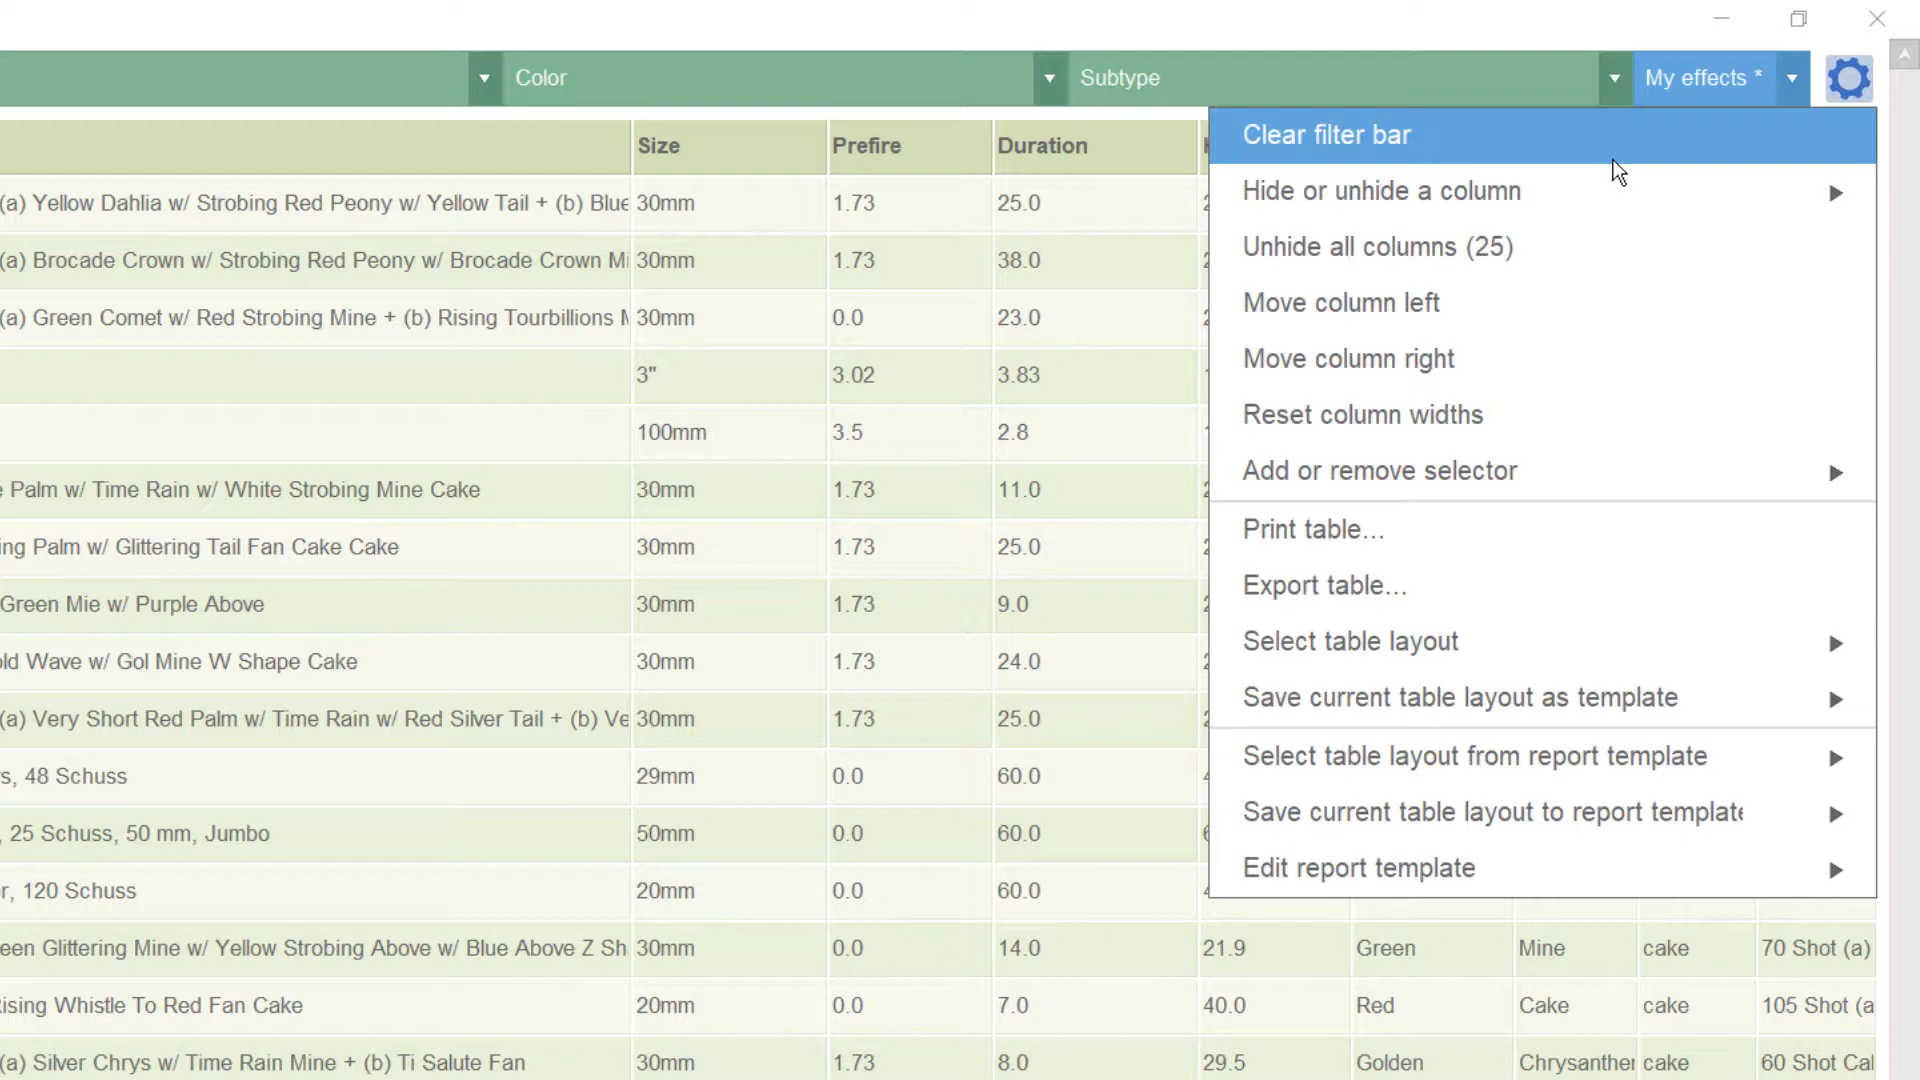 Color Subtype My effects *
Size Prefire Duration
(a) Yellow Dahlia w/ Strobing Red Peony w/ Yellow Tail + (b) Blue 30mm 1.73 25.0
(a) Brocade Crown w/ Strobing Red Peony w/ Brocade Crown Mi 30mm 1.73 38.0
(a) Green Comet w/ Red Strobing Mine + (b) Rising Tourbillions 30mm 0.0 23.0
3" 3.02 3.83
100mm 3.5 2.8
Palm w/ Time Rain w/ White Strobing Mine Cake 30mm 1.73 11.0
ing Palm w/ Glittering Tail Fan Cake Cake 30mm 1.73 25.0
Green Mie w/ Purple Above 30mm 1.73 9.0
old Wave w/ Gol Mine W Shape Cake 30mm 1.73 24.0
(a) Very Short Red Palm w/ Time Rain w/ Red Silver Tail + (b) Ve 30mm 1.73 25.0
s, 48 Schuss 29mm 0.0 60.0
, 25 Schuss, 50 mm, Jumbo 50mm 0.0 60.0
r, 120 Schuss 20mm 0.0 60.0
een Glittering Mine w/ Yellow Strobing Above w/ Blue Above Z Sh 30mm 0.0 14.0 21.9 Green Mine cake 70 Shot (a)
Rising Whistle To Red Fan Cake 20mm 0.0 7.0 40.0 Red Cake cake 105 Shot (a
(a) Silver Chrys w/ Time Rain Mine + (b) Ti Salute Fan 30mm 1.73 8.0 29.5 Golden Chrysanther cake 60 Shot Cal
Clear filter bar
Hide or unhide a column
Unhide all columns (25)
Move column left
Move column right
Reset column widths
Add or remove selector
Print table...
Export table...
Select table layout
Save current table layout as template
Select table layout from report template
Save current table layout to report template
Edit report template